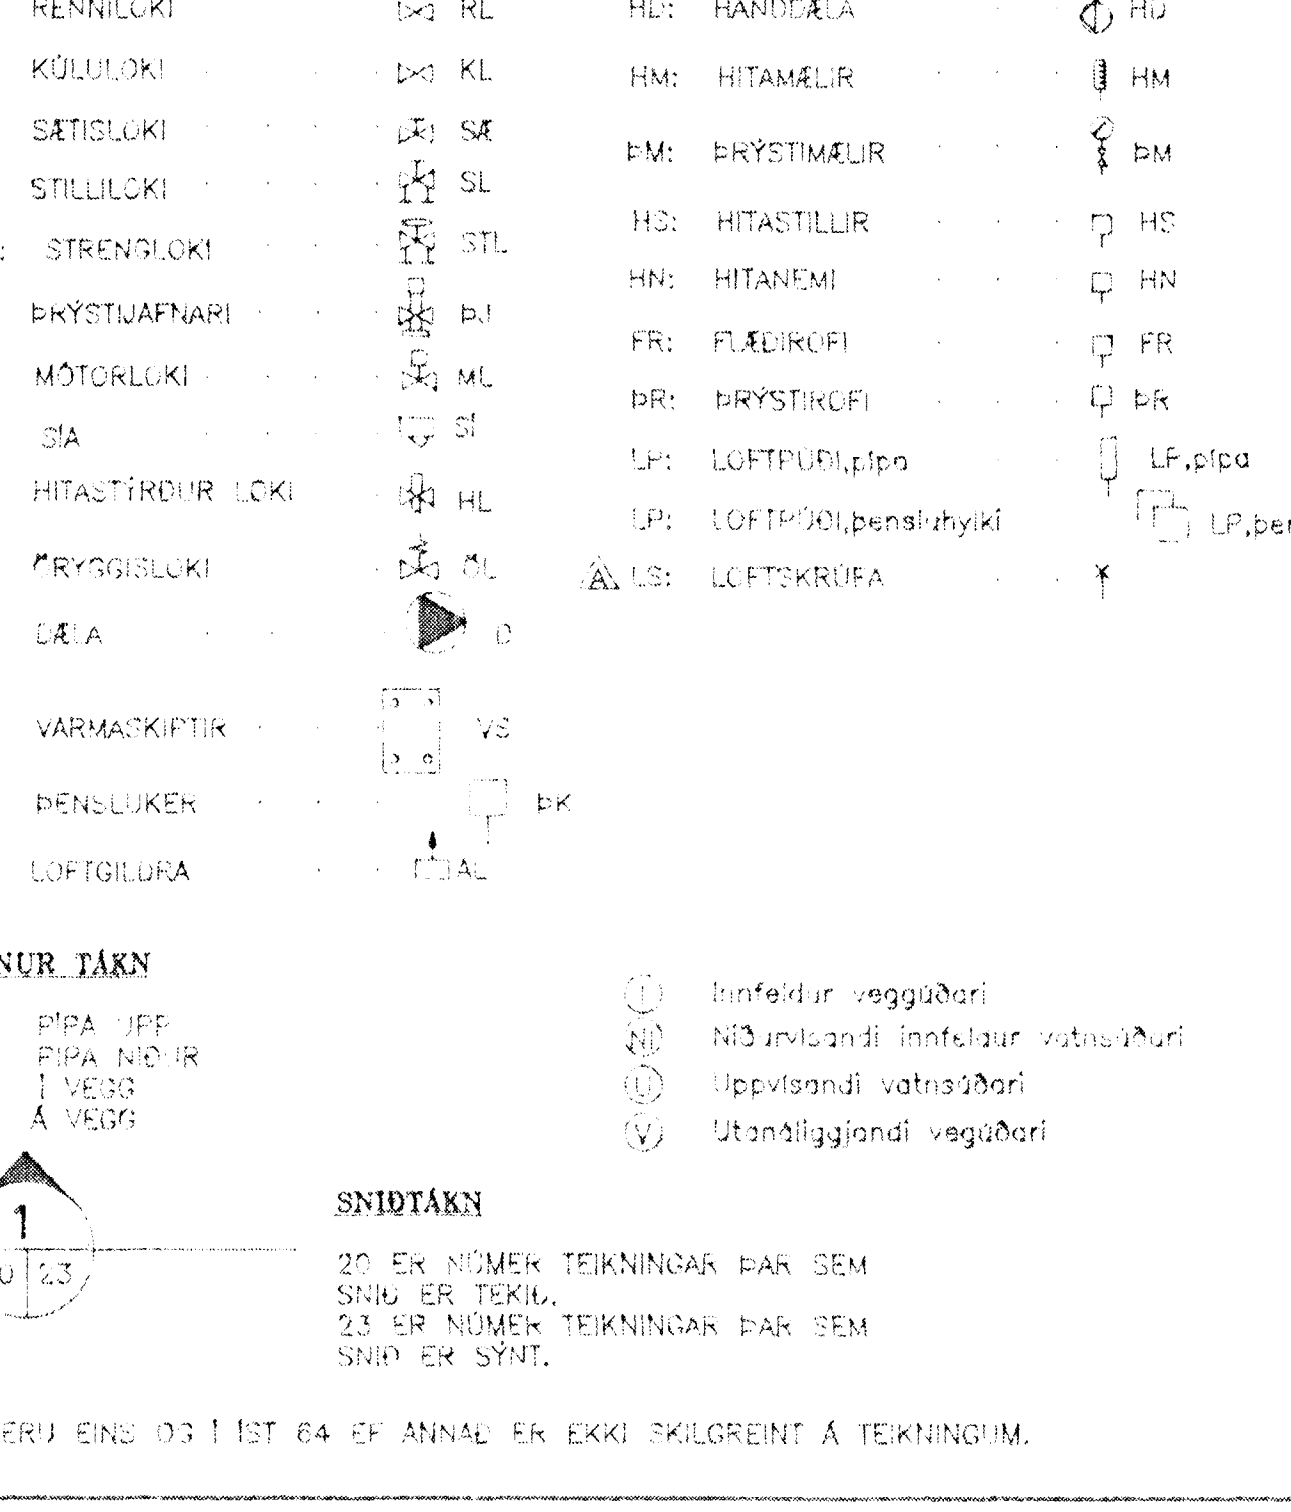 RENNILOKI RL
KÚLULOKI KL
SÆTISLOKI SÆ
STILLILOKI SL
: STRENGLOKI STL
ÞRÝSTIJAFNARI ÞJ
MÓTORLOKI ML
SÍA SÍ
HITASTÝRÐUR LOKI HL
ÖRYGGISLOKI ÖL
DÆLA D
VARMASKIPTIR VS
ÞENSLUKER ÞK
LOFTGILDRA AL
HD: HANDDÆLA HD
HM: HITAMÆLIR HM
ÞM: ÞRÝSTIMÆLIR ÞM
HS: HITASTILLIR HS
HN: HITANEMI HN
FR: FLÆÐIROFI FR
ÞR: ÞRÝSTIROFI ÞR
LP: LOFTPÚÐI,pípa LP,pípa
LP: LOFTPÚÐI,þensluhylki LP,þen
A LS: LOFTSKRÚFA
NUR TÁKN
PÍPA UPP
PÍPA NIÐUR
Í VEGG
Á VEGG
I Innfeldur veggúðari
NI Niðurvísandi innfeldur vatnsúðari
U Uppvísandi vatnsúðari
V Utanáliggjandi vegúðari
1
0 23
SNIÐTÁKN
20 ER NÚMER TEIKNINGAR ÞAR SEM
SNIÐ ER TEKIÐ.
23 ER NÚMER TEIKNINGAR ÞAR SEM
SNIÐ ER SÝNT.
ERU EINS OG Í ÍST 64 EF ANNAÐ ER EKKI SKILGREINT Á TEIKNINGUM.